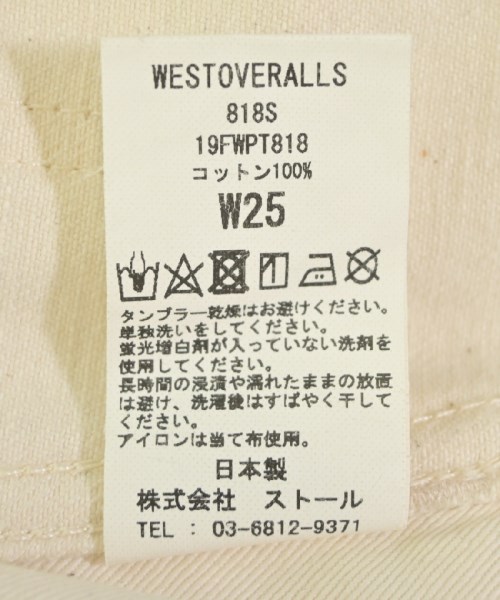 WESTOVERALLS
818S
19FWPT818
コットン100%
W25
タンブラー乾燥はお避けください。
単独洗いをしてください。
蛍光増白剤が入っていない洗剤を
使用してください。
長時間の浸漬や濡れたままの放置
は避け、洗濯後はすばやく干して
ください。
アイロンは当て布使用。
日本製
株式会社 ストール
TEL : 03-6812-9371